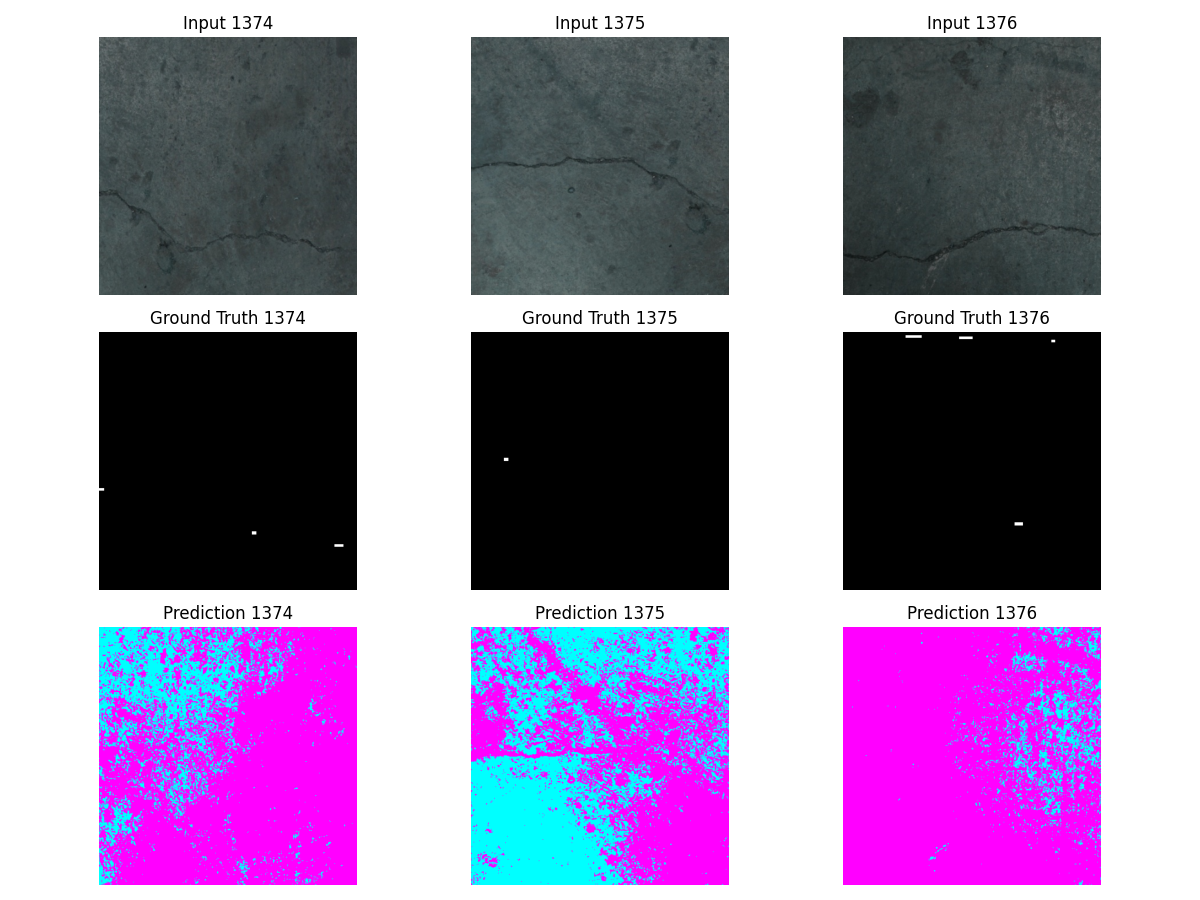 Input 1374
Input 1375
Input 1376
Ground Truth 1374
Ground Truth 1375
Ground Truth 1376
Prediction 1374
Prediction 1375
Prediction 1376